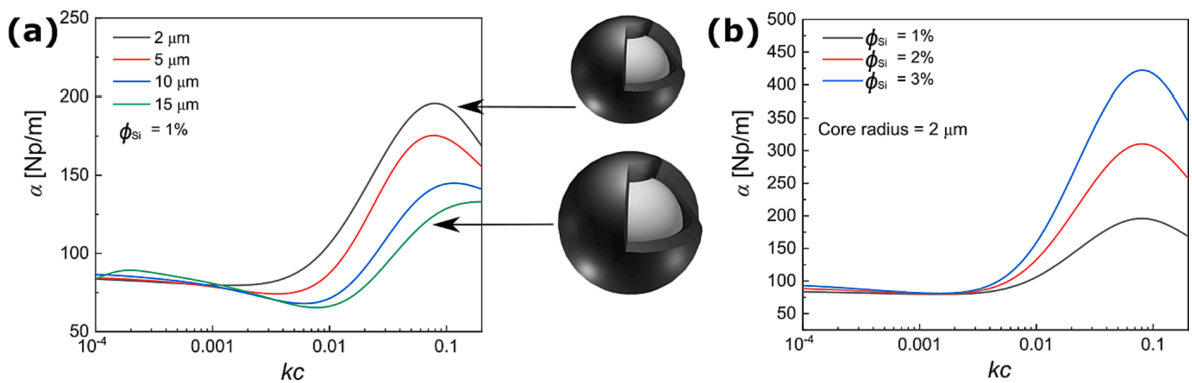 (a)
250
200
150
100
50
α [Np/m]
2 μm
5 μm
10 μm
15 μm
ϕSi = 1%
10-4
0.001
0.01
0.1
kc
(b)
500
450
400
350
300
250
200
150
100
50
α [Np/m]
ϕSi = 1%
ϕSi = 2%
ϕSi = 3%
Core radius = 2 μm
10-4
0.001
0.01
0.1
kc